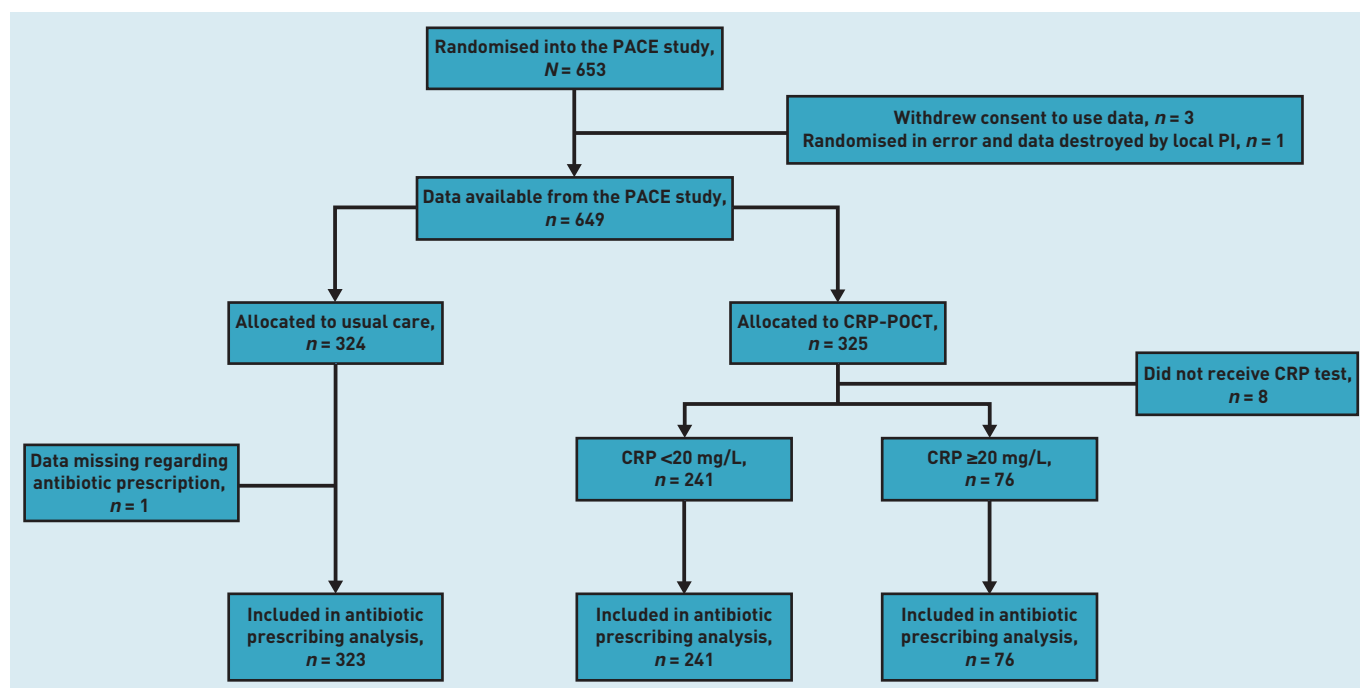 Randomised into the PACE study,
N = 653
Withdrew consent to use data, n = 3
Randomised in error and data destroyed by local PI, n = 1
Data available from the PACE study,
n = 649
Allocated to usual care,
n = 324
Allocated to CRP-POCT,
n = 325
Did not receive CRP test,
n = 8
Data missing regarding
antibiotic prescription,
n = 1
CRP <20 mg/L,
n = 241
CRP ≥20 mg/L,
n = 76
Included in antibiotic
prescribing analysis,
n = 323
Included in antibiotic
prescribing analysis,
n = 241
Included in antibiotic
prescribing analysis,
n = 76